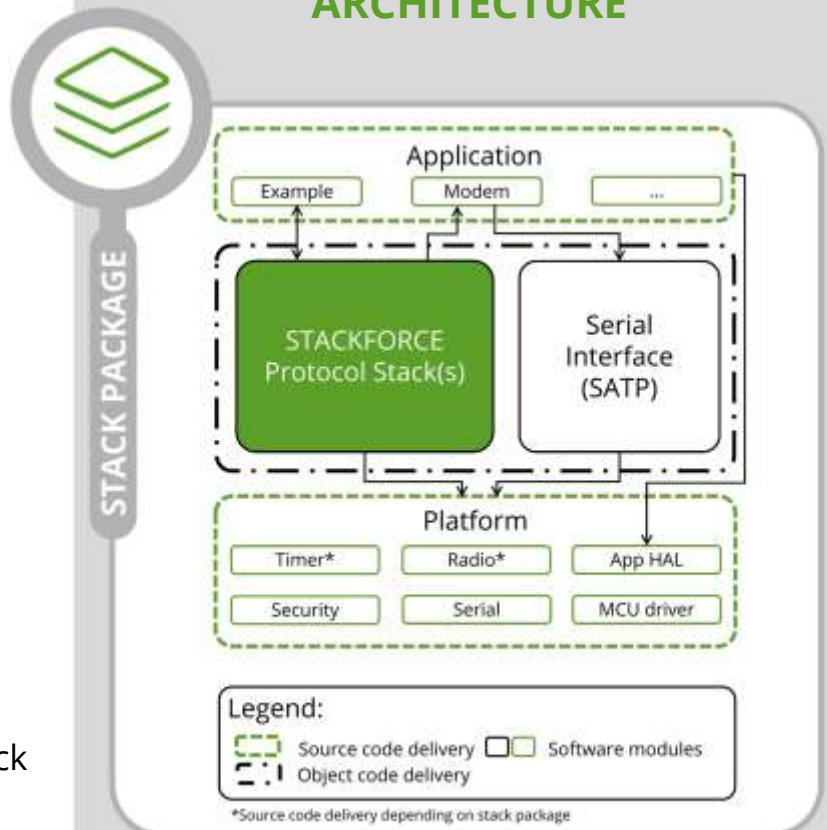 ARCHITECTURE
STACK PACKAGE
Application
Example
Modem
...
STACKFORCE
Protocol Stack(s)
Serial
Interface
(SATP)
Platform
Timer*
Radio*
App HAL
Security
Serial
MCU driver
Legend:
Source code delivery
Software modules
Object code delivery
*Source code delivery depending on stack package
ck